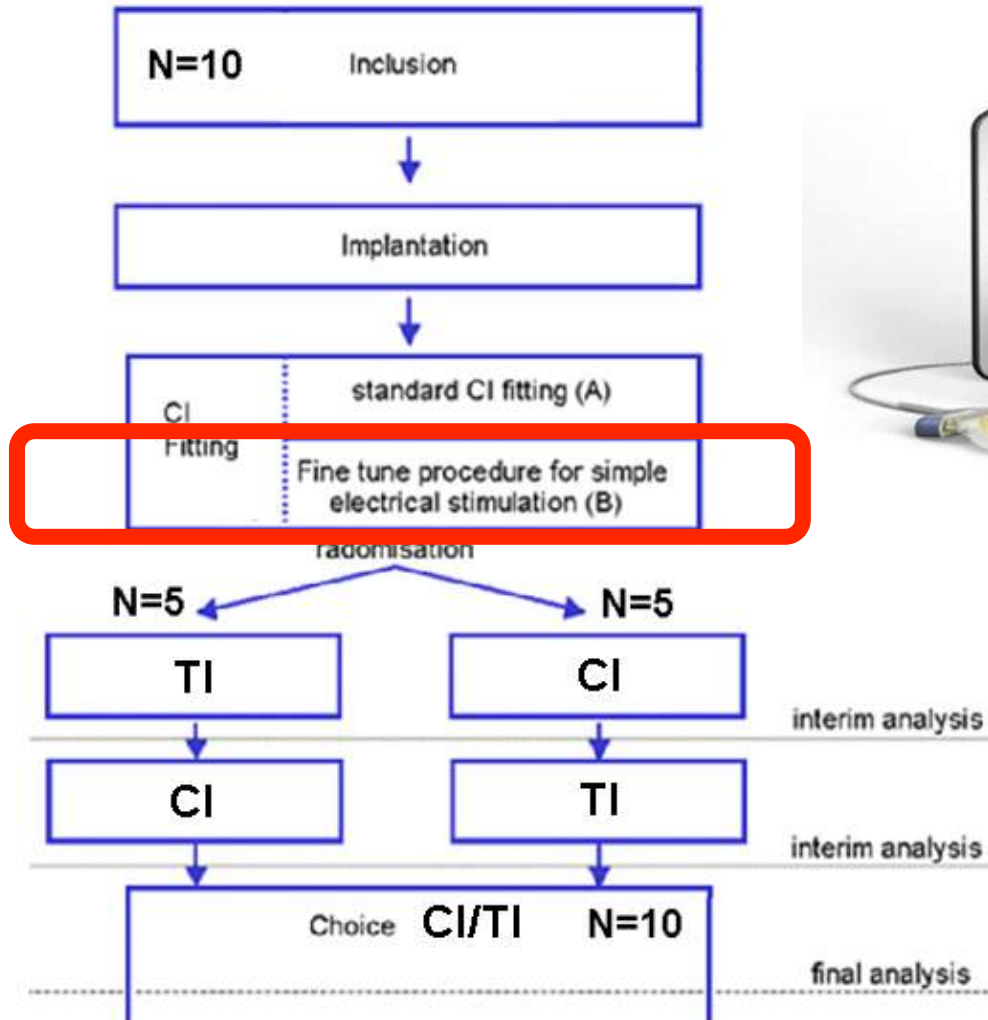 N=10 Inclusion
Implantation
CI
Fitting
standard CI fitting (A)
Fine tune procedure for simple
electrical stimulation (B)
radomisation
N=5 N=5
TI CI
interim analysis
CI TI
interim analysis
Choice CI/TI N=10
final analysis